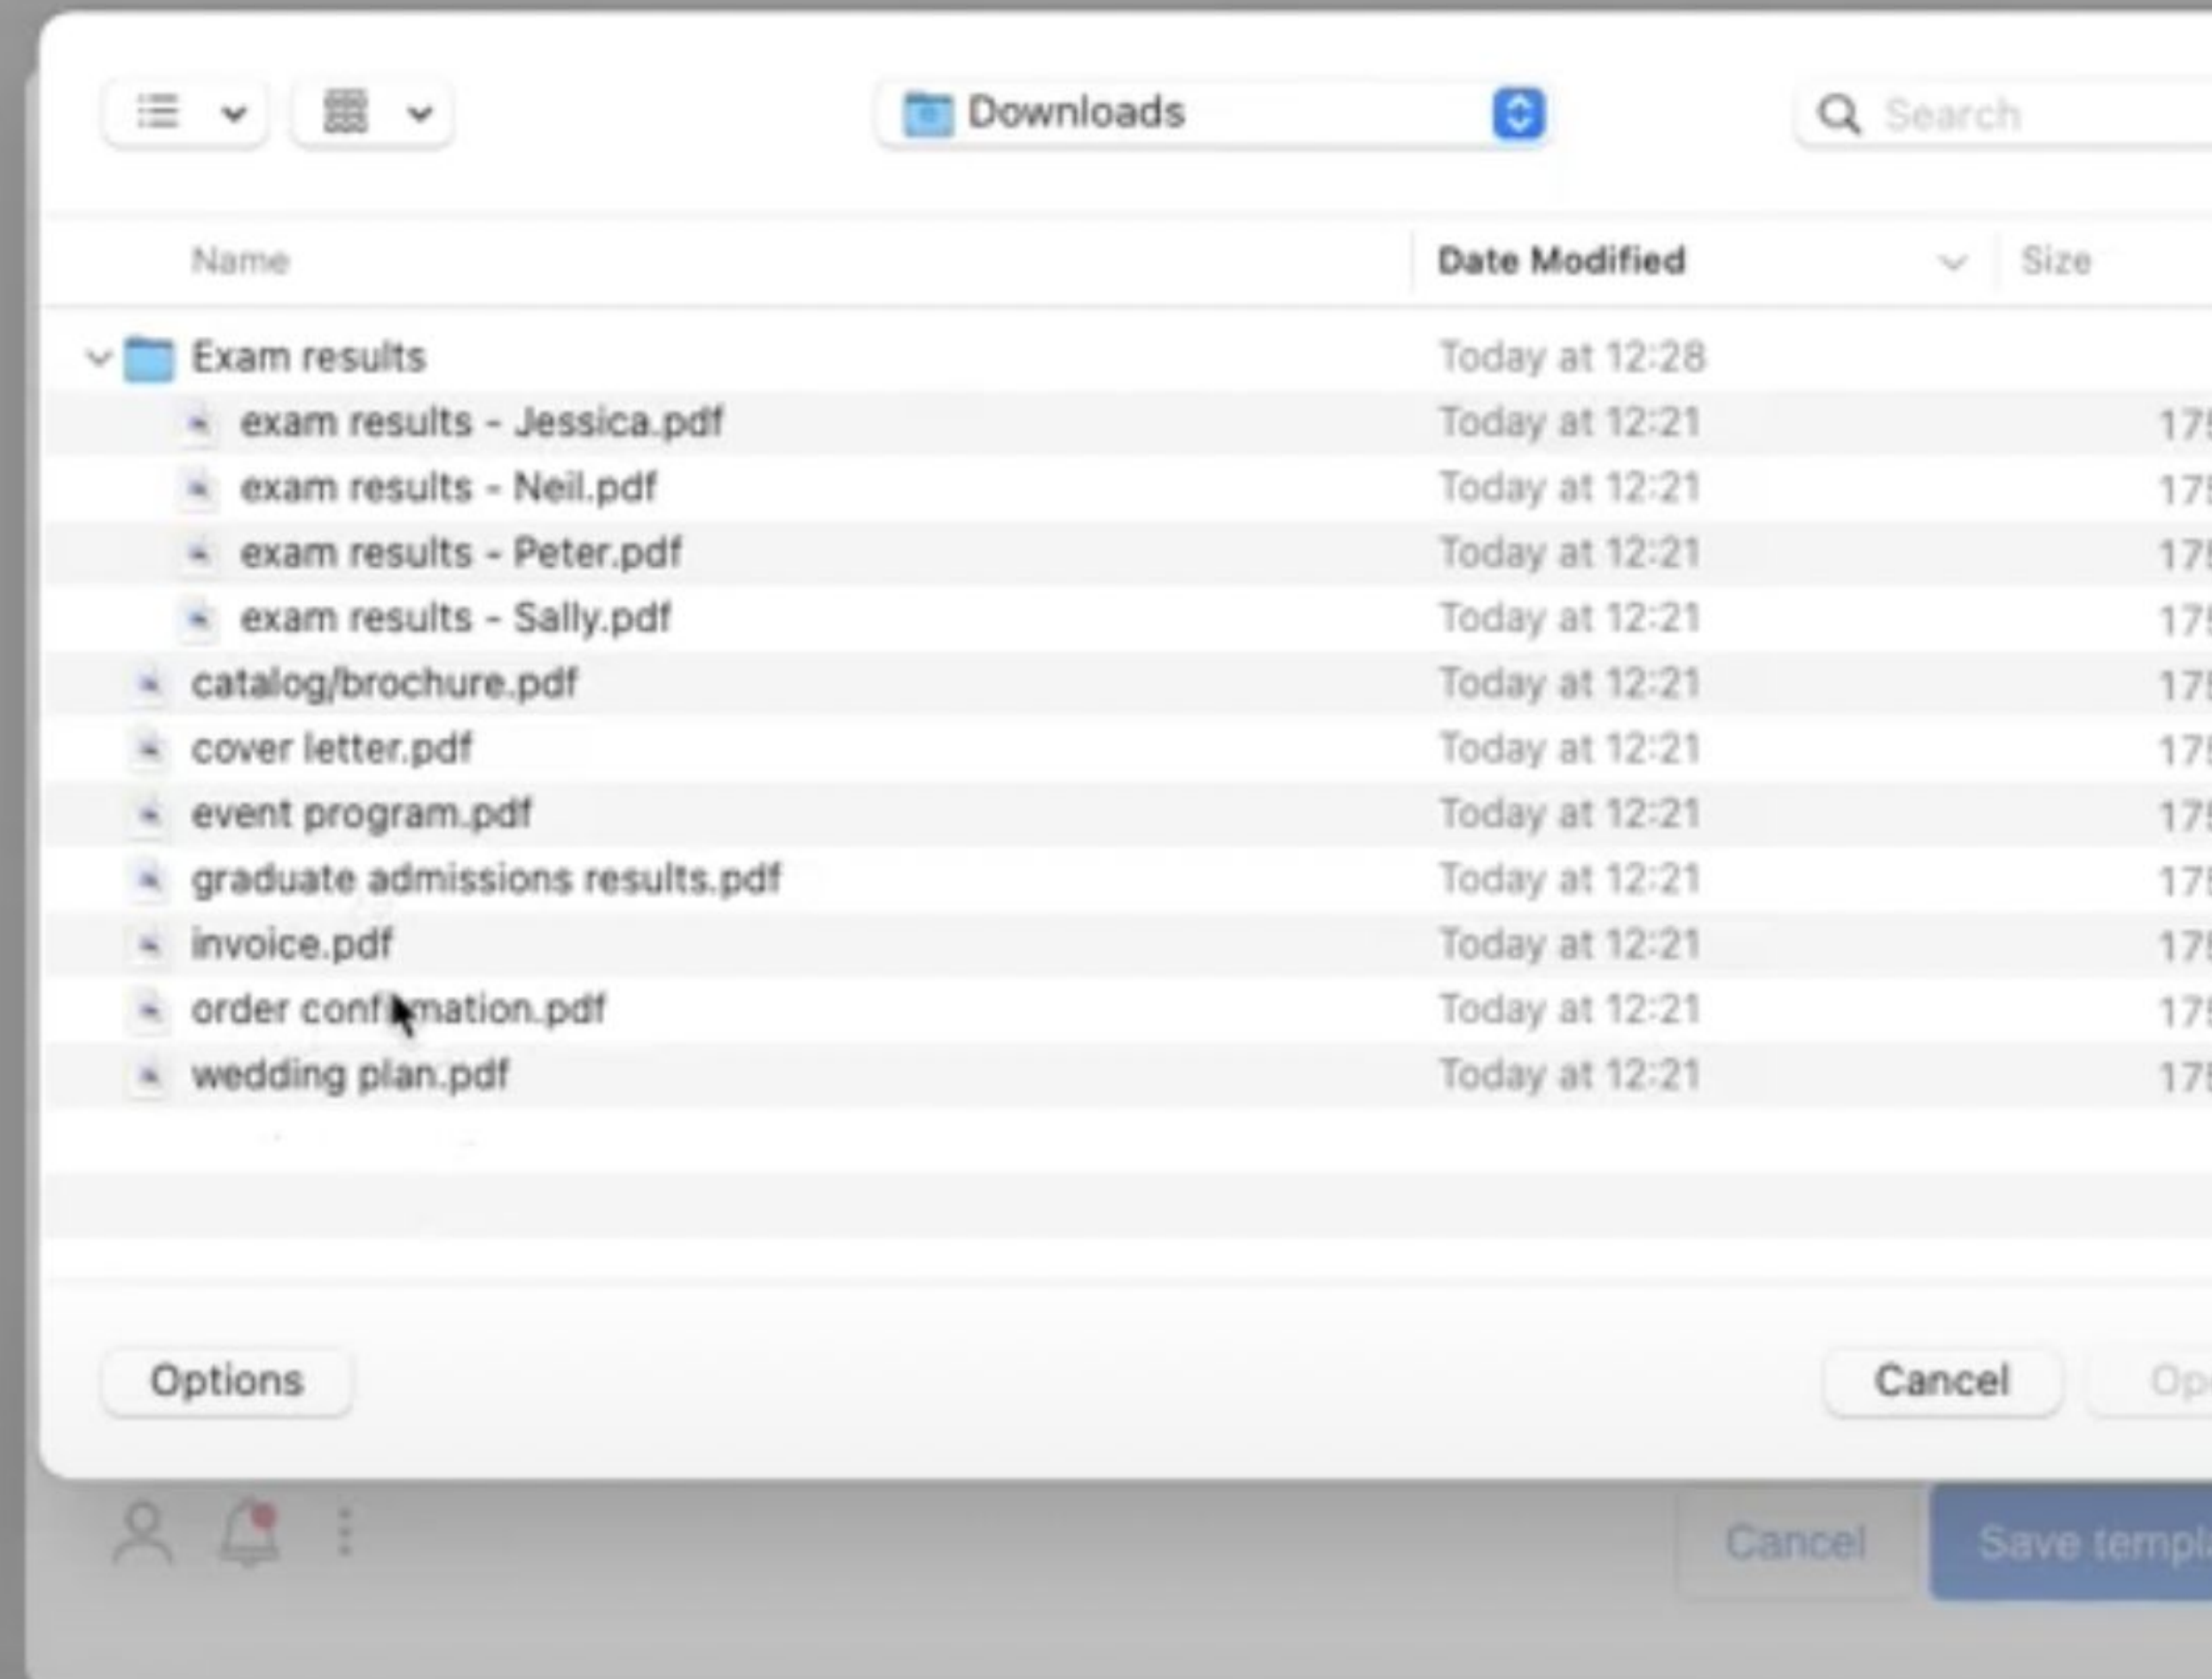 Downloads Search
Name Date Modified Size
Exam results Today at 12:28
exam results - Jessica.pdf Today at 12:21
exam results - Neil.pdf Today at 12:21
exam results - Peter.pdf Today at 12:21
exam results - Sally.pdf Today at 12:21
catalog/brochure.pdf Today at 12:21
cover letter.pdf Today at 12:21
event program.pdf Today at 12:21
graduate admissions results.pdf Today at 12:21
invoice.pdf Today at 12:21
order Today at 12:21
wedding plan.pdf Today at 12:21
Options Cancel
Cancel Save